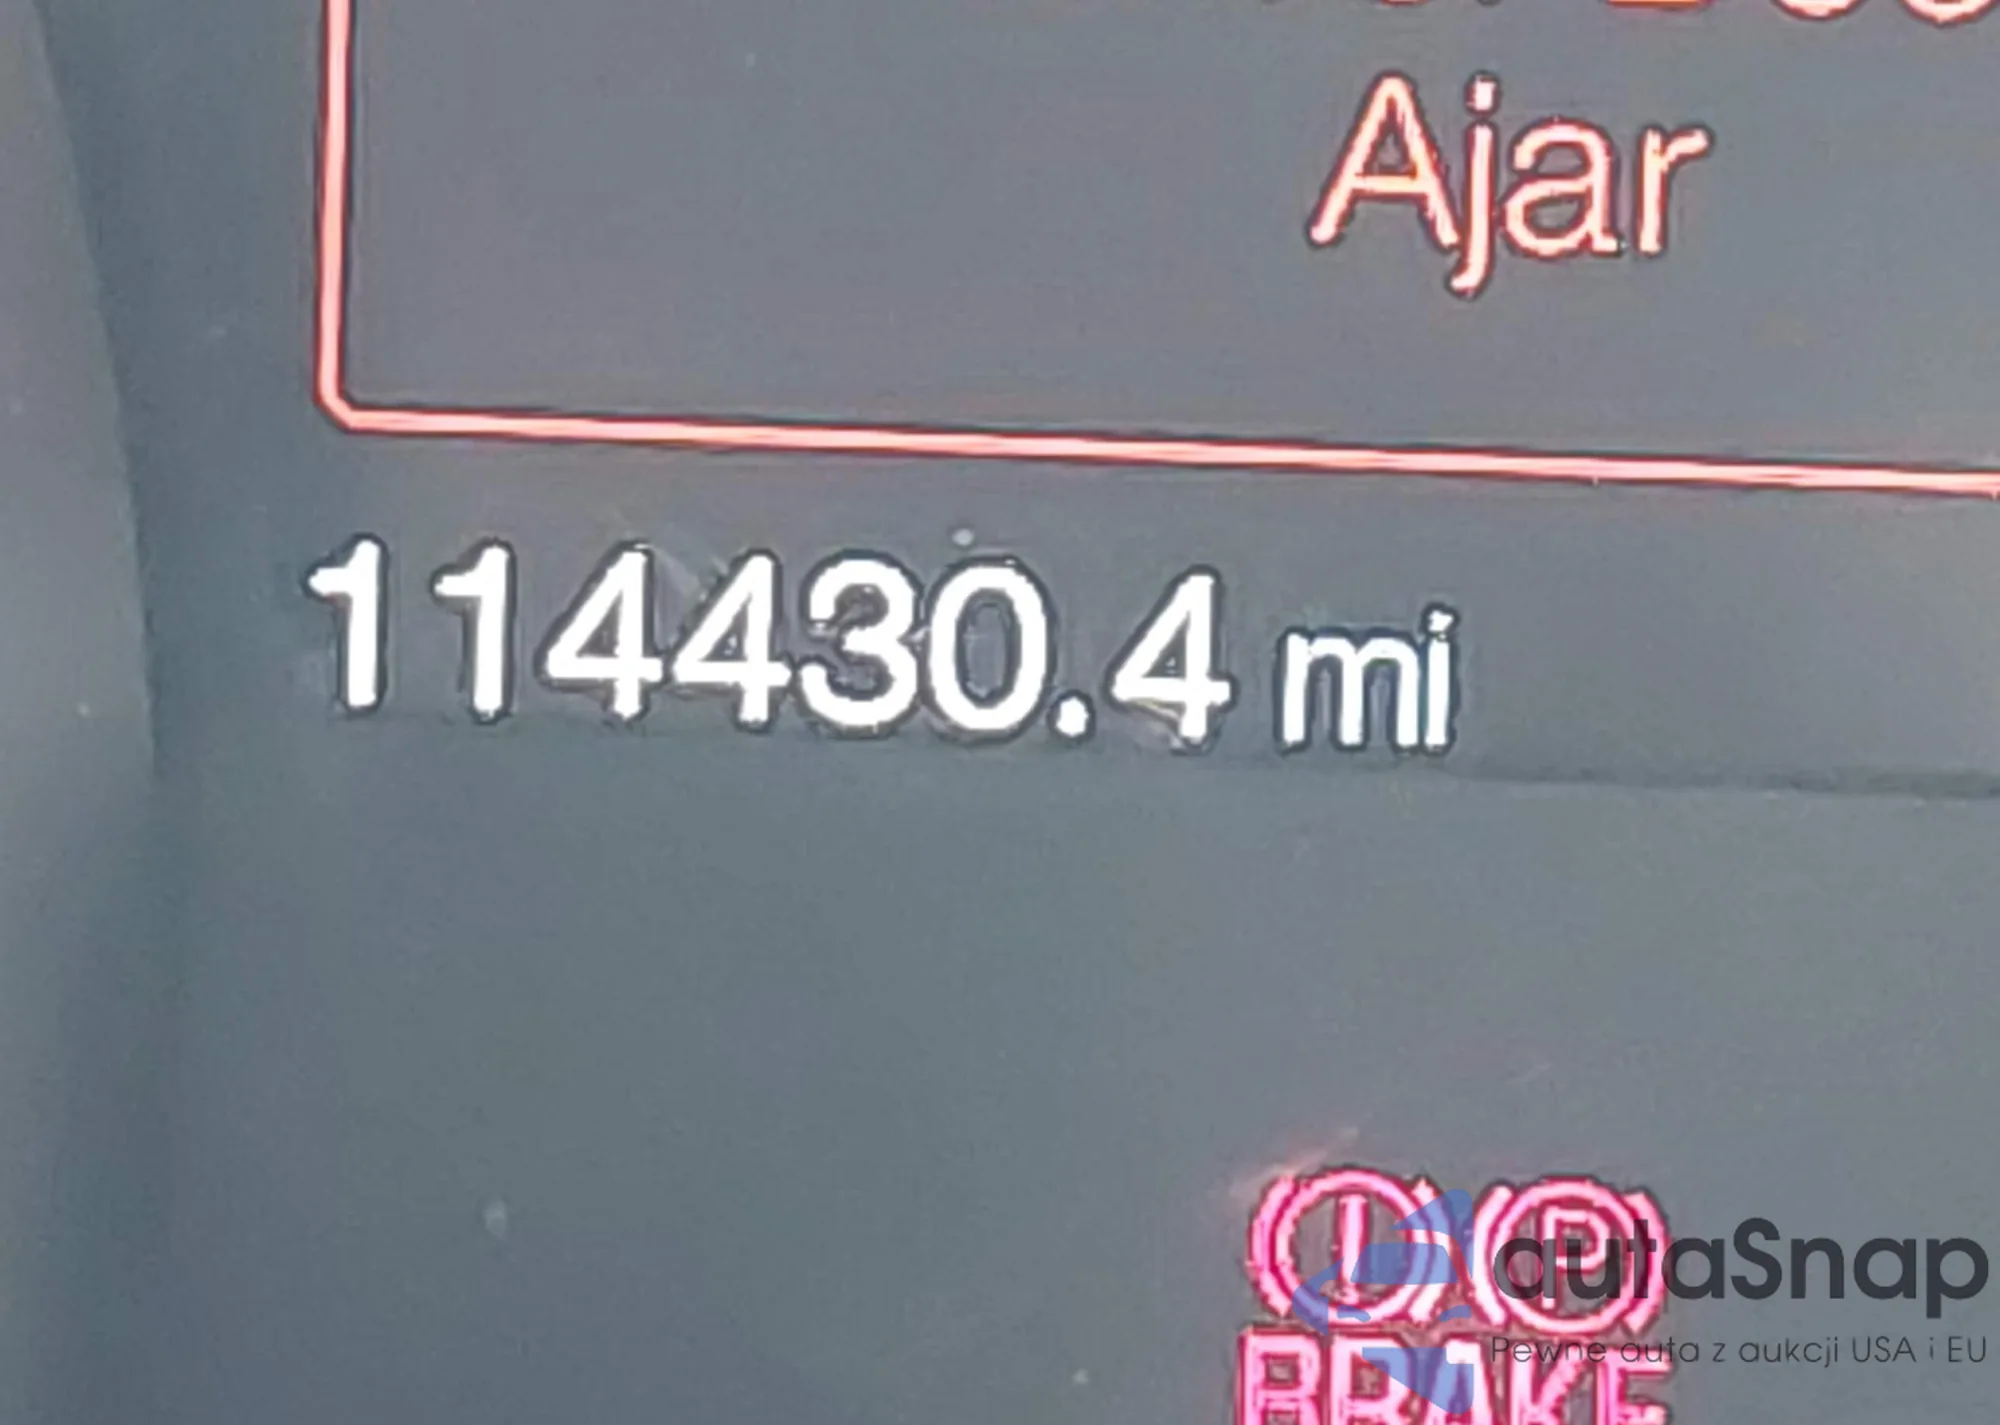 Ajar
114430.4 mi
BRAKE
autaSnap
Pewne auta z aukcji USA i EU